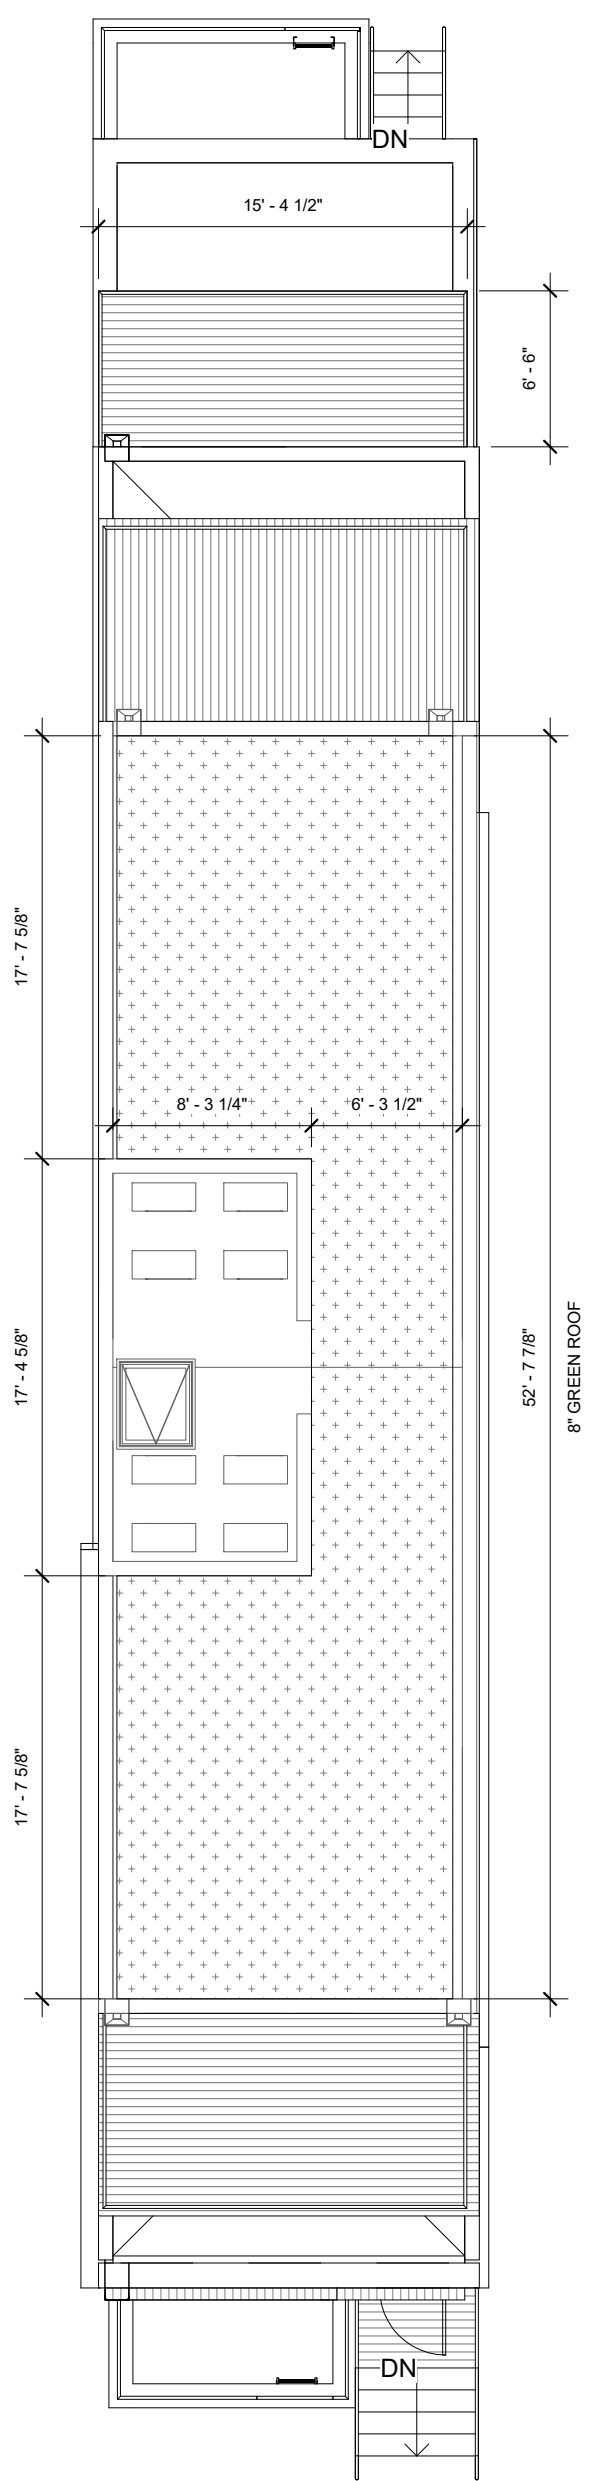 DN
15' - 4 1/2"
6' - 6"
17' - 7 5/8"
8' - 3 1/4"
6' - 3 1/2"
17' - 4 5/8"
52' - 7 7/8"
8" GREEN ROOF
17' - 7 5/8"
DN